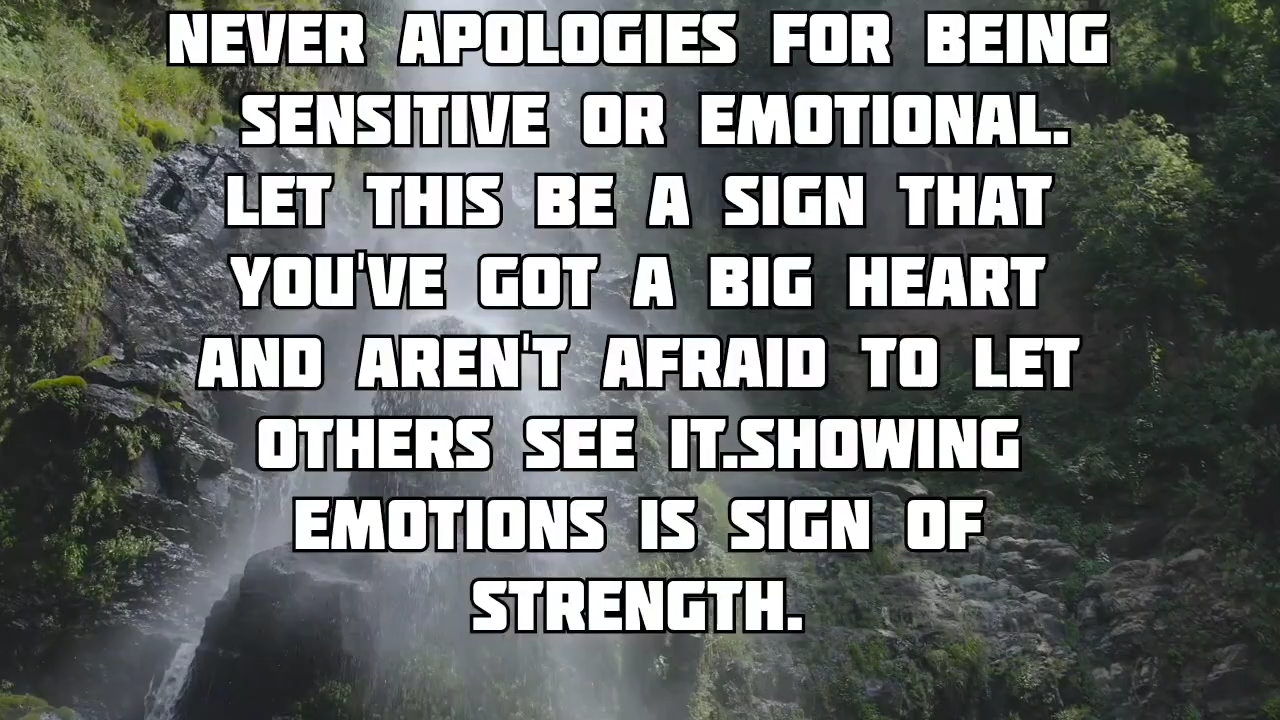 NEVER APOLOGIES FOR BEING
SENSITIVE OR EMOTIONAL.
LET THIS BE A SIGN THAT
YOU'VE GOT A BIG HEART
AND AREN'T AFRAID TO LET
OTHERS SEE IT.SHOWING
EMOTIONS IS SIGN OF
STRENGTH.